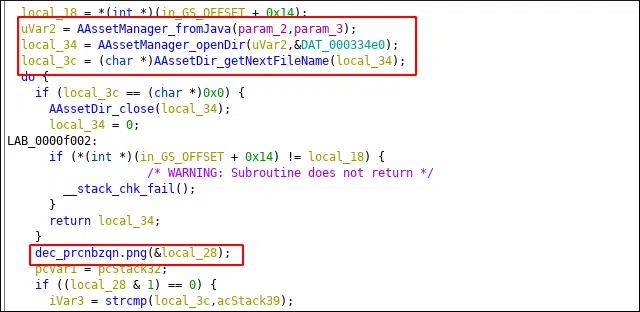 local_18 = *(int *)(in_GS_OFFSET + 0x14);
uVar2 = AAssetManager_fromJava(param_2,param_3);
local_34 = AAssetManager_openDir(uVar2,&DAT_000334e0);
local_3c = (char *)AAssetDir_getNextFileName(local_34);
do {
if (local_3c == (char *)0x0) {
AAssetDir_close(local_34);
local_34 = 0;
LAB_0000f002:
if (*(int *)(in_GS_OFFSET + 0x14) != local_18) {
/* WARNING: Subroutine does not return */
__stack_chk_fail();
}
return local_34;
}
dec_prcnbzqn.png(&local_28);
pcVar1 = pcStack32;
if ((local_28 & 1) == 0) {
iVar3 = strcmp(local_3c,acStack39);